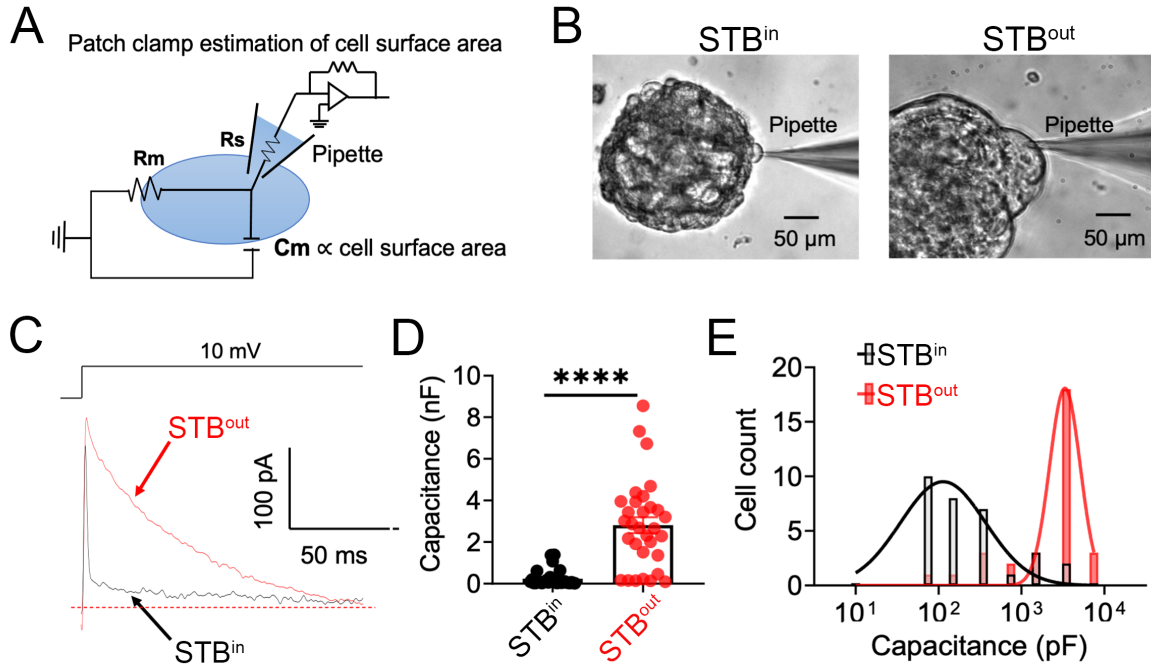 A
Patch clamp estimation of cell surface area
Rs
Rm
Pipette
Cm ∝ cell surface area
B
STBin
STBout
Pipette
50 µm
Pipette
50 µm
C
10 mV
STBout
100 pA
50 ms
STBin
D
****
Capacitance (nF)
10
8
6
4
2
0
STBin
STBout
E
STBin
STBout
Cell count
20
15
10
5
0
10¹
10²
10³
10⁴
Capacitance (pF)